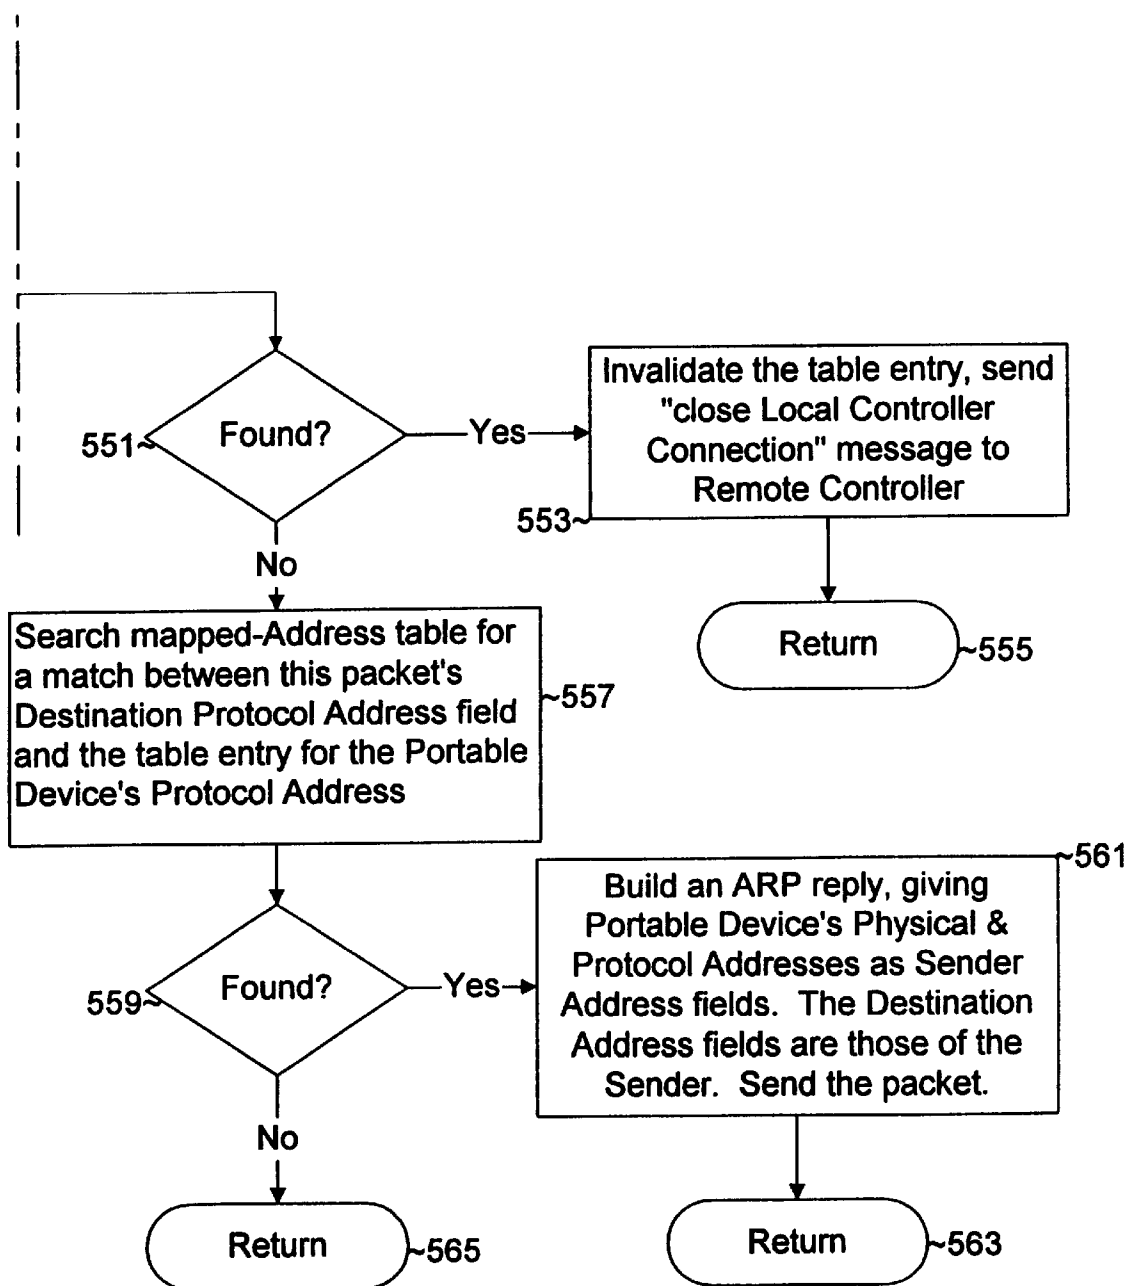 Found?
551
Yes
Invalidate the table entry, send
"close Local Controller
Connection" message to
Remote Controller
553
No
Return
555
Search mapped-Address table for
a match between this packet's
Destination Protocol Address field
and the table entry for the Portable
Device's Protocol Address
557
Found?
559
Yes
Build an ARP reply, giving
Portable Device's Physical &
Protocol Addresses as Sender
Address fields.  The Destination
Address fields are those of the
Sender.  Send the packet.
561
No
Return
565
Return
563